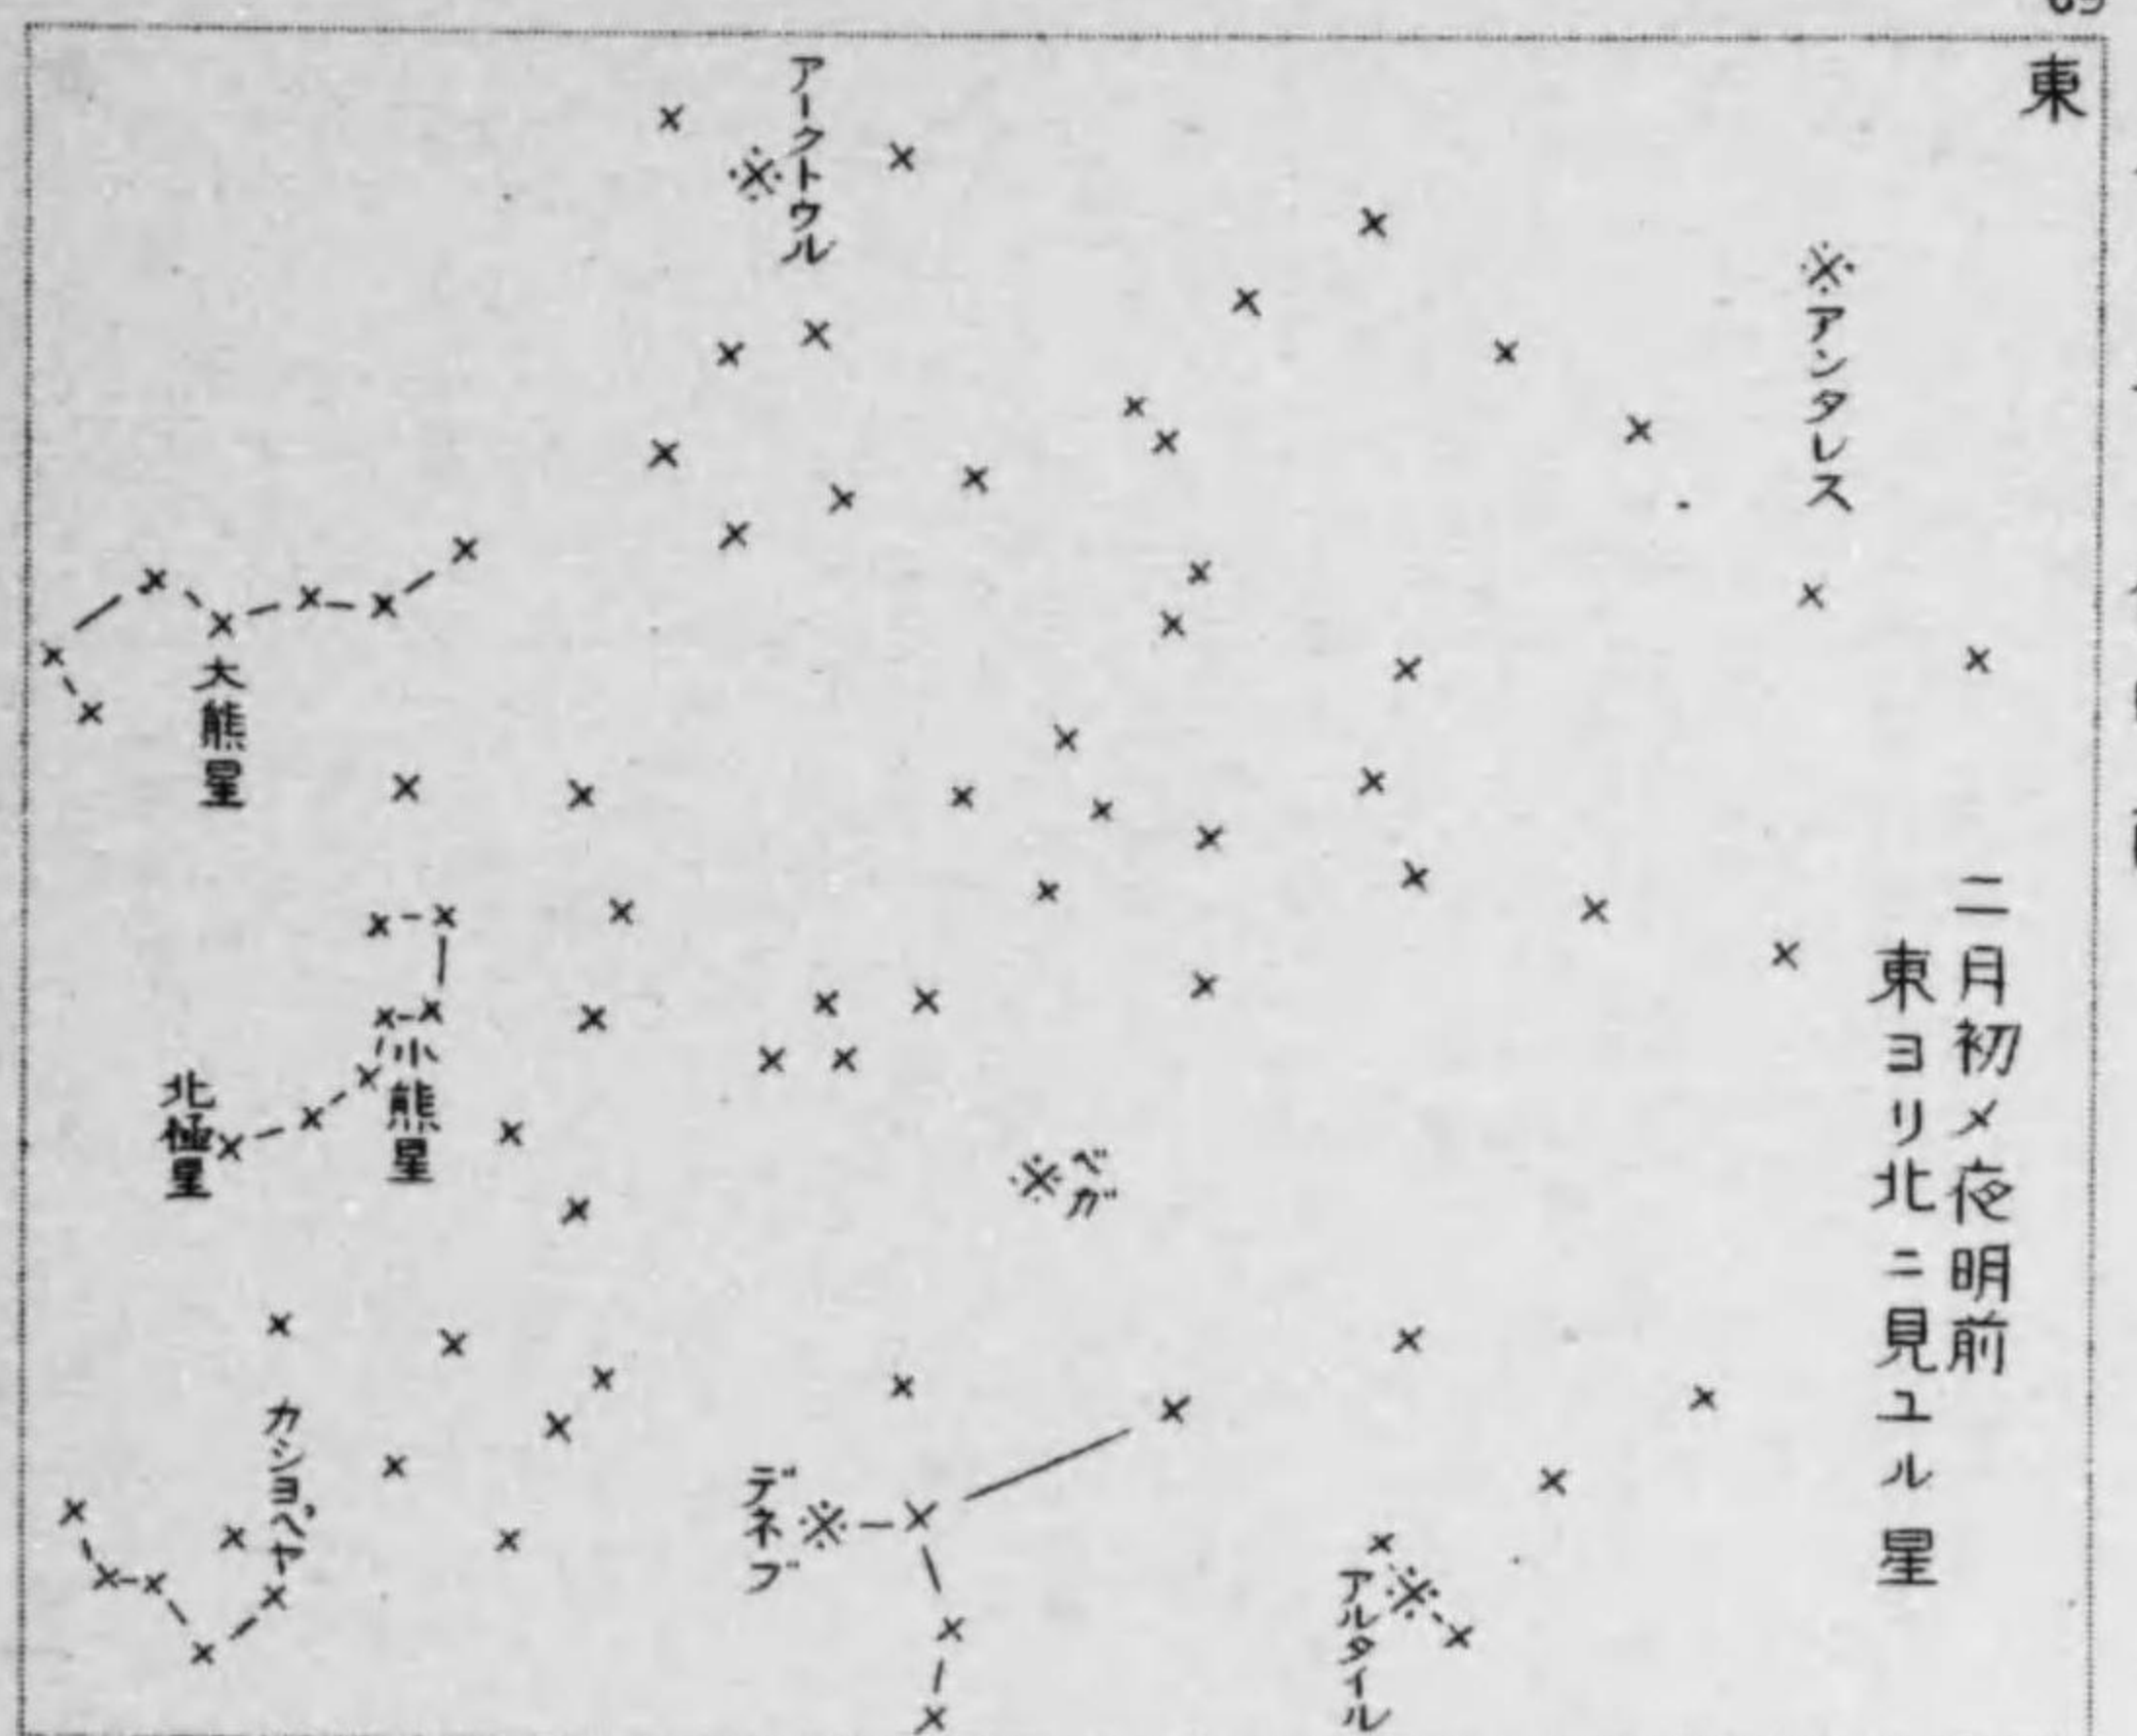 東
二月初メ夜明前
東ヨリ北ニ見ユル星
アンタレス
アークトウル
大熊星
小熊星
北極星
ベガ
カシヨペヤ
デネブ
アルタイル